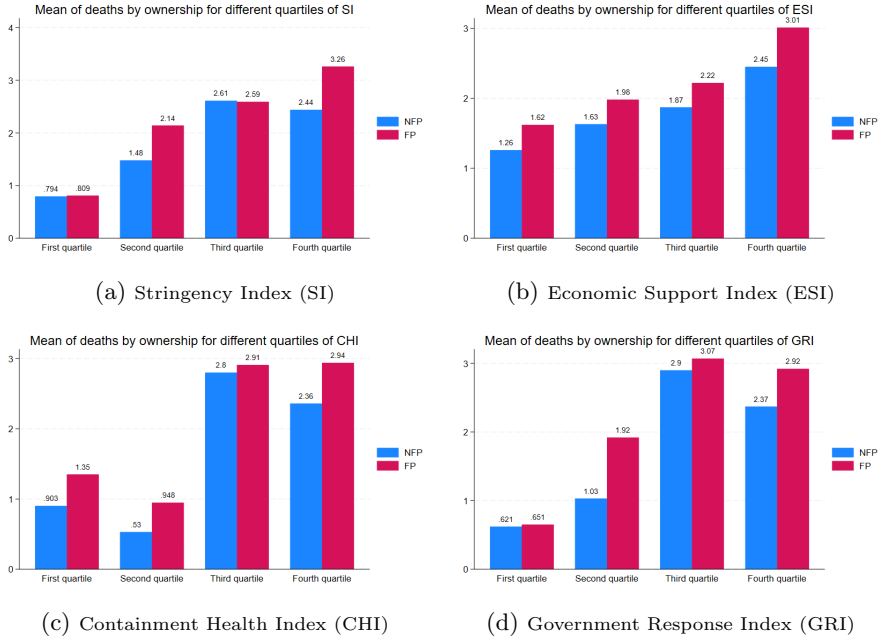 Mean of deaths by ownership for different quartiles of SI
4
3
2
1
0
.794
.809
1.48
2.14
2.61
2.59
2.44
3.26
First quartile
Second quartile
Third quartile
Fourth quartile
NFP
FP
(a) Stringency Index (SI)
Mean of deaths by ownership for different quartiles of ESI
3
2
1
0
1.26
1.62
1.63
1.98
1.87
2.22
2.45
3.01
First quartile
Second quartile
Third quartile
Fourth quartile
NFP
FP
(b) Economic Support Index (ESI)
Mean of deaths by ownership for different quartiles of CHI
3
2
1
0
.903
1.35
.53
.948
2.8
2.91
2.36
2.94
First quartile
Second quartile
Third quartile
Fourth quartile
NFP
FP
(c) Containment Health Index (CHI)
Mean of deaths by ownership for different quartiles of GRI
3
2
1
0
.621
.651
1.03
1.92
2.9
3.07
2.37
2.92
First quartile
Second quartile
Third quartile
Fourth quartile
NFP
FP
(d) Government Response Index (GRI)